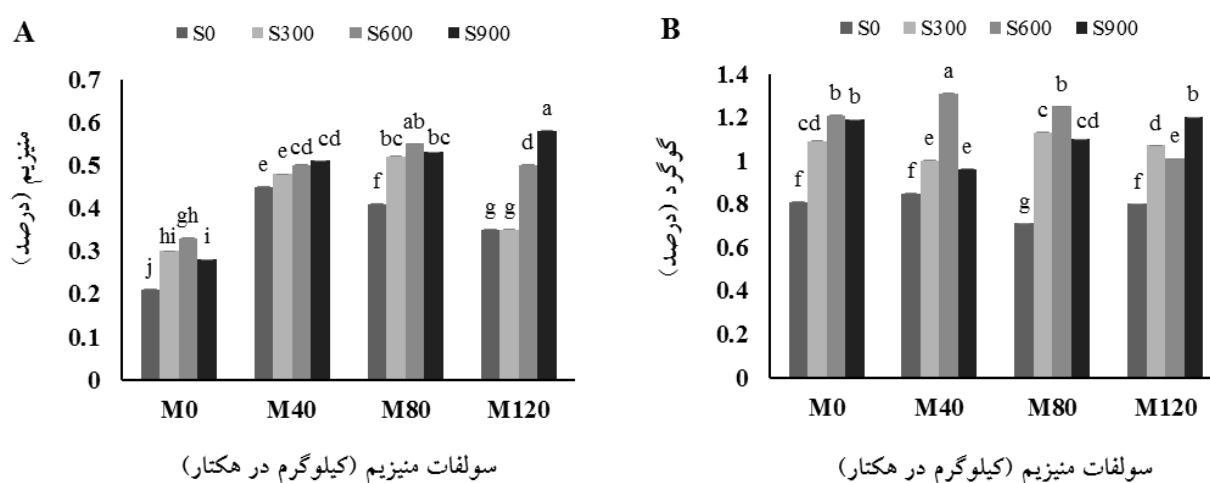 A
S0 S300 S600 S900
منیزیم (درصد)
0.7
0.6
0.5
0.4
0.3
0.2
0.1
0
j hi gh i
e e cd cd
f bc ab bc
g g d a
M0 M40 M80 M120
سولفات منیزیم (کیلوگرم در هکتار)
B
S0 S300 S600 S900
گوگرد (درصد)
1.4
1.2
1
0.8
0.6
0.4
0.2
0
f cd b b
f e a e
g c b cd
f d e b
M0 M40 M80 M120
سولفات منیزیم (کیلوگرم در هکتار)